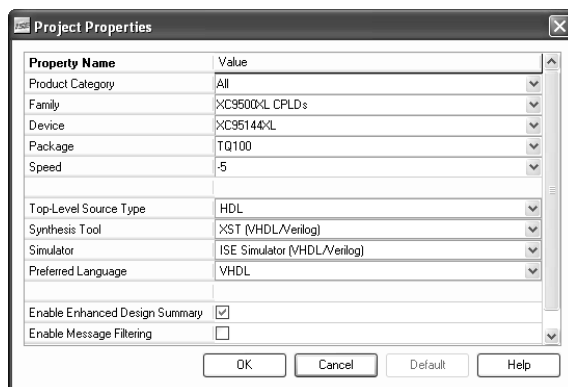 ISE Project Properties
Property Name Value
Product Category All
Family XC9500XL CPLDs
Device XC95144XL
Package TQ100
Speed -5
Top-Level Source Type HDL
Synthesis Tool XST (VHDL/Verilog)
Simulator ISE Simulator (VHDL/Verilog)
Preferred Language VHDL
Enable Enhanced Design Summary
Enable Message Filtering
OK Cancel Default Help